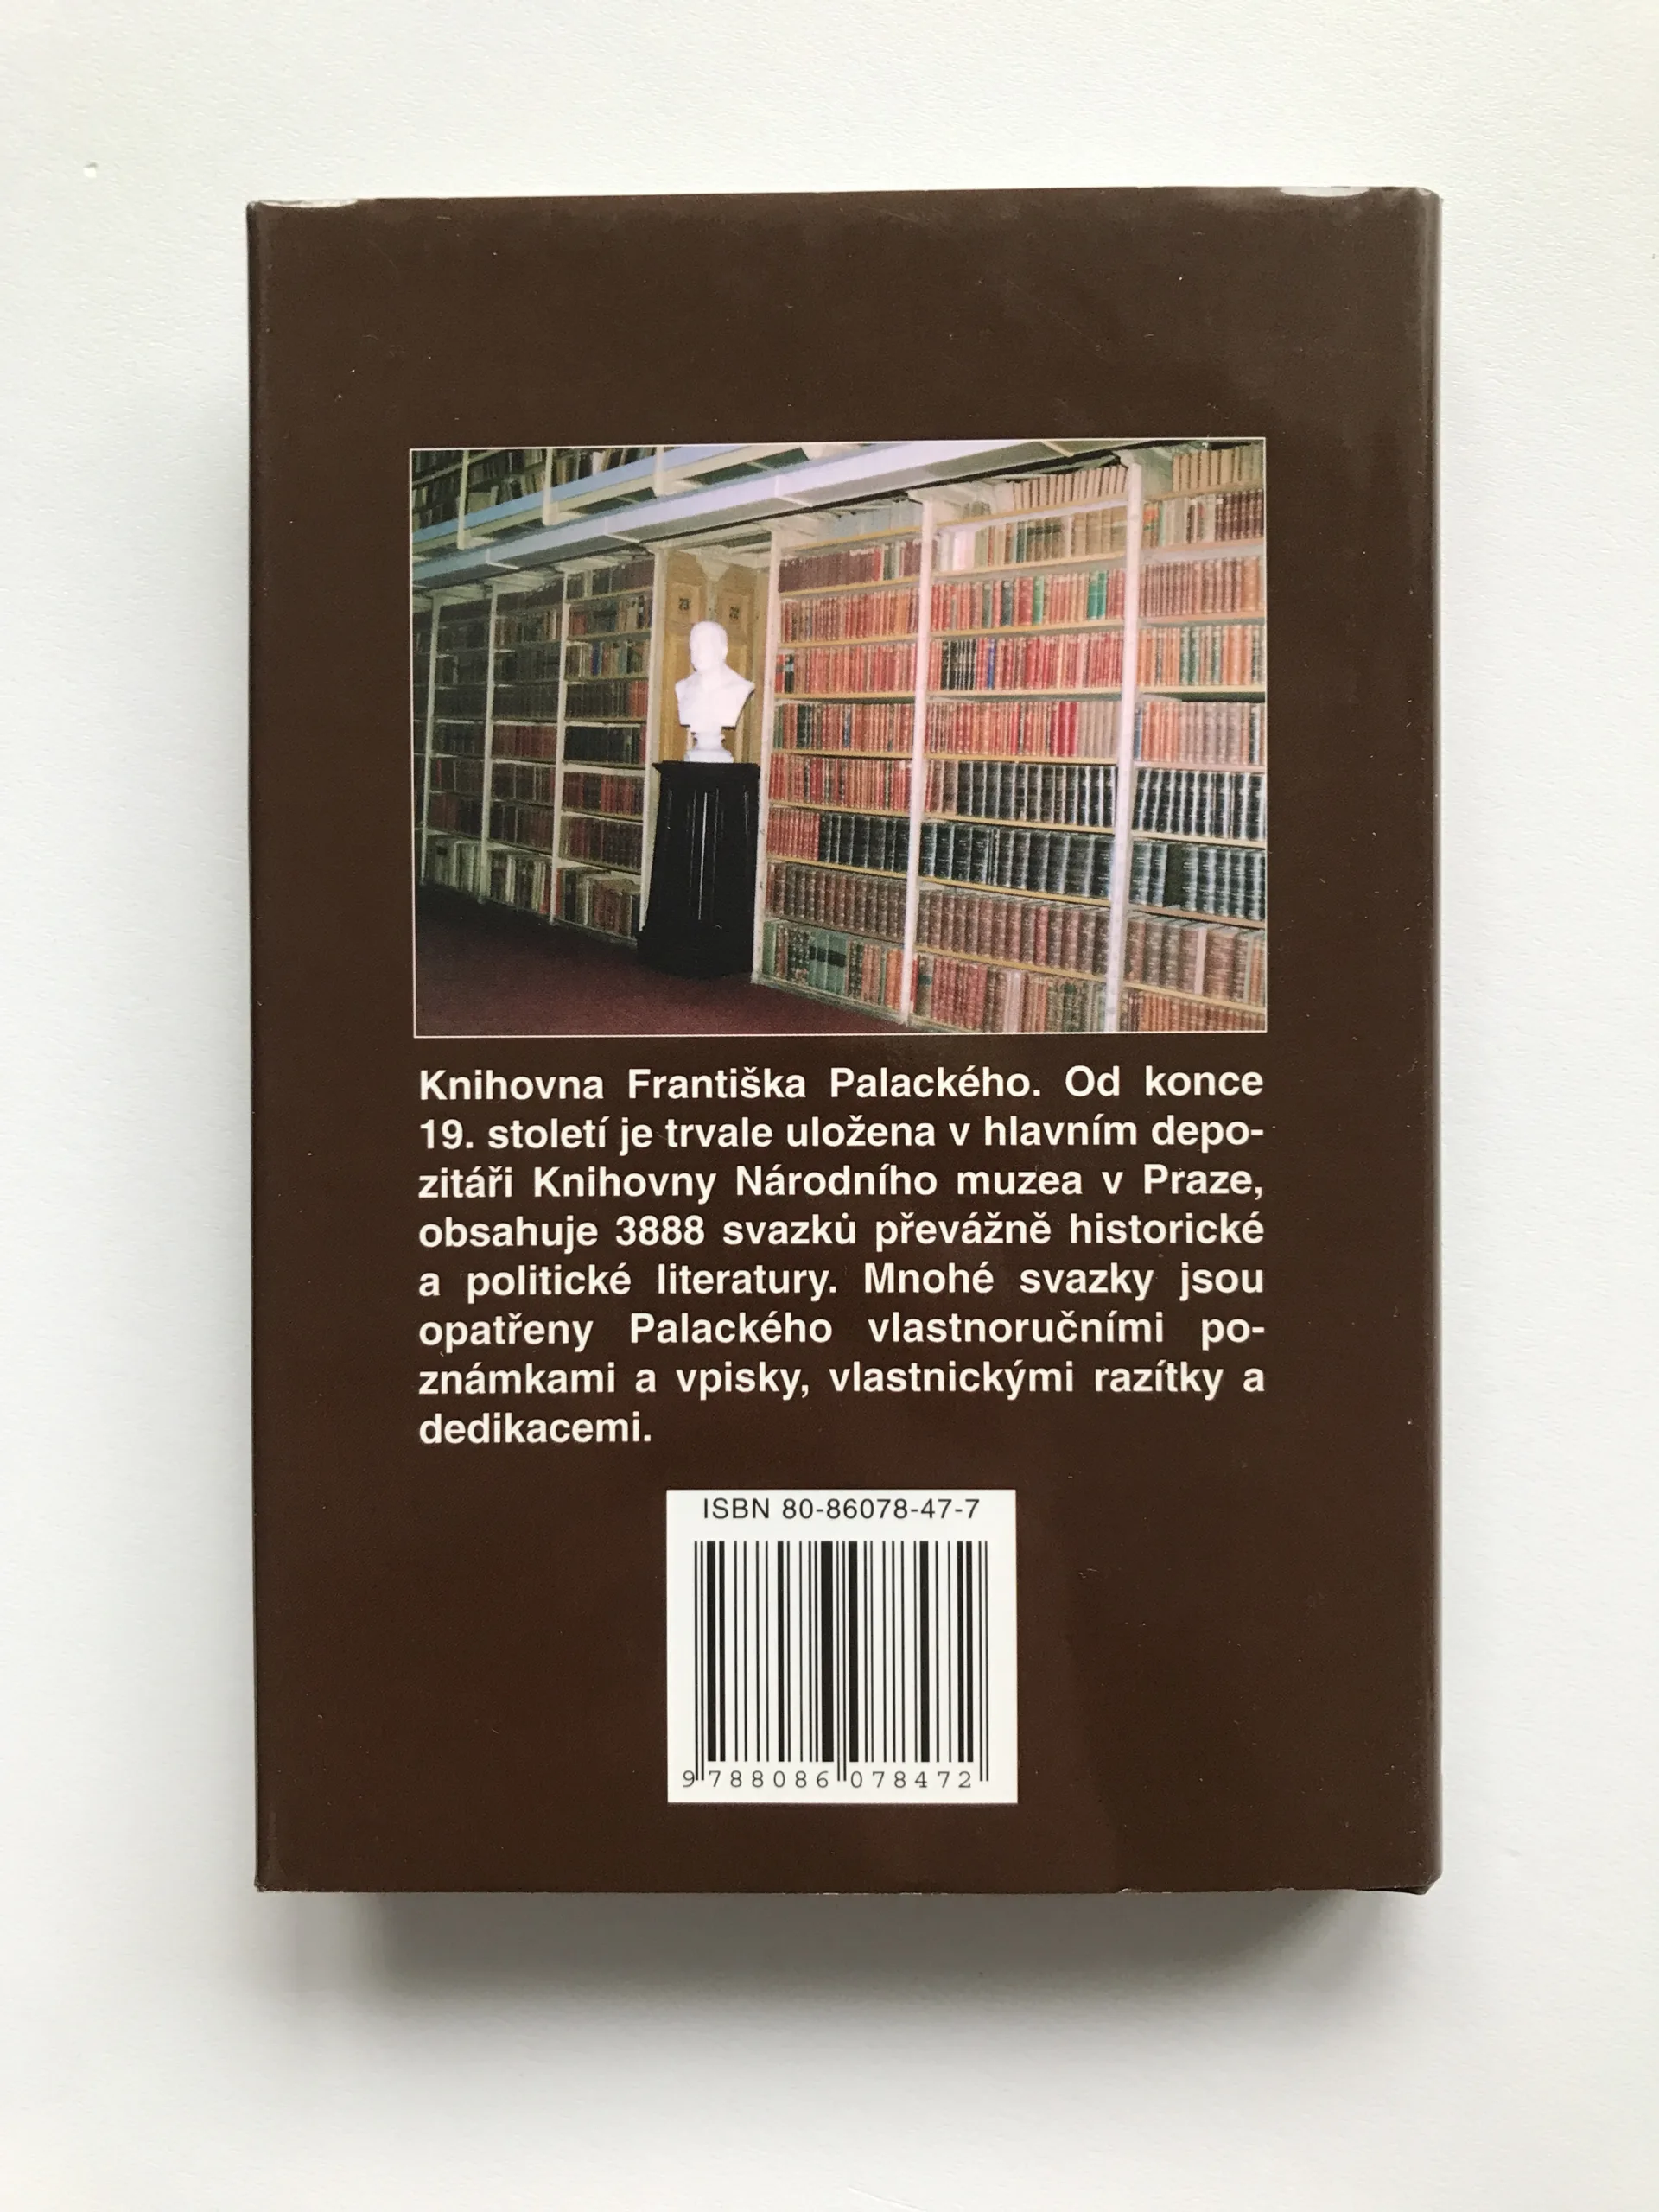 23
22
Knihovna Františka Palackého. Od konce
19. století je trvale uložena v hlavním depo-
zitáři Knihovny Národního muzea v Praze,
obsahuje 3888 svazků převážně historické
a politické literatury. Mnohé svazky jsou
opatřeny Palackého vlastnoručními po-
známkami a vpisky, vlastnickými razítky a
dedikacemi.
ISBN 80-86078-47-7
9 788086 078472